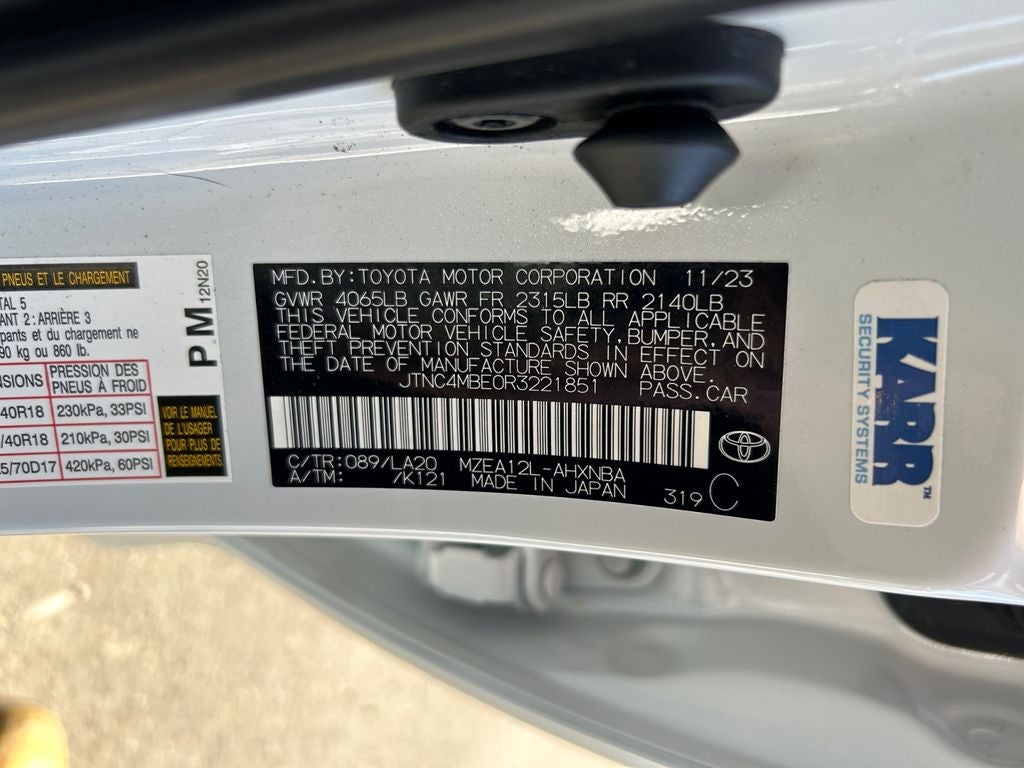 PNEUS ET LE CHARGEMENT
TAL 5
ANT 2 : ARRIÈRE 3
pants et du chargement ne
90 kg ou 860 lb.
NSIONS PRESSION DES PNEUS À FROID
40R18 230kPa, 33PSI
/40R18 210kPa, 30PSI
5/70D17 420kPa, 60PSI
PM 12N20
VOIR LE MANUEL
DE L'USAGER
POUR PLUS DE
RENSEIGNEMENTS
MFD.BY:TOYOTA MOTOR CORPORATION 11/23
GVWR 4065LB GAWR FR 2315LB RR 2140LB
THIS VEHICLE CONFORMS TO ALL APPLICABLE
FEDERAL MOTOR VEHICLE SAFETY,BUMPER,AND
THEFT PREVENTION STANDARDS IN EFFECT ON
THE DATE OF MANUFACTURE SHOWN ABOVE.
JTNC4MBE0R3221851 PASS.CAR
C/TR:089/LA20 MZEA12L-AHXNBA
A/TM: /K121 MADE IN JAPAN 319 C
KARR™
SECURITY SYSTEMS